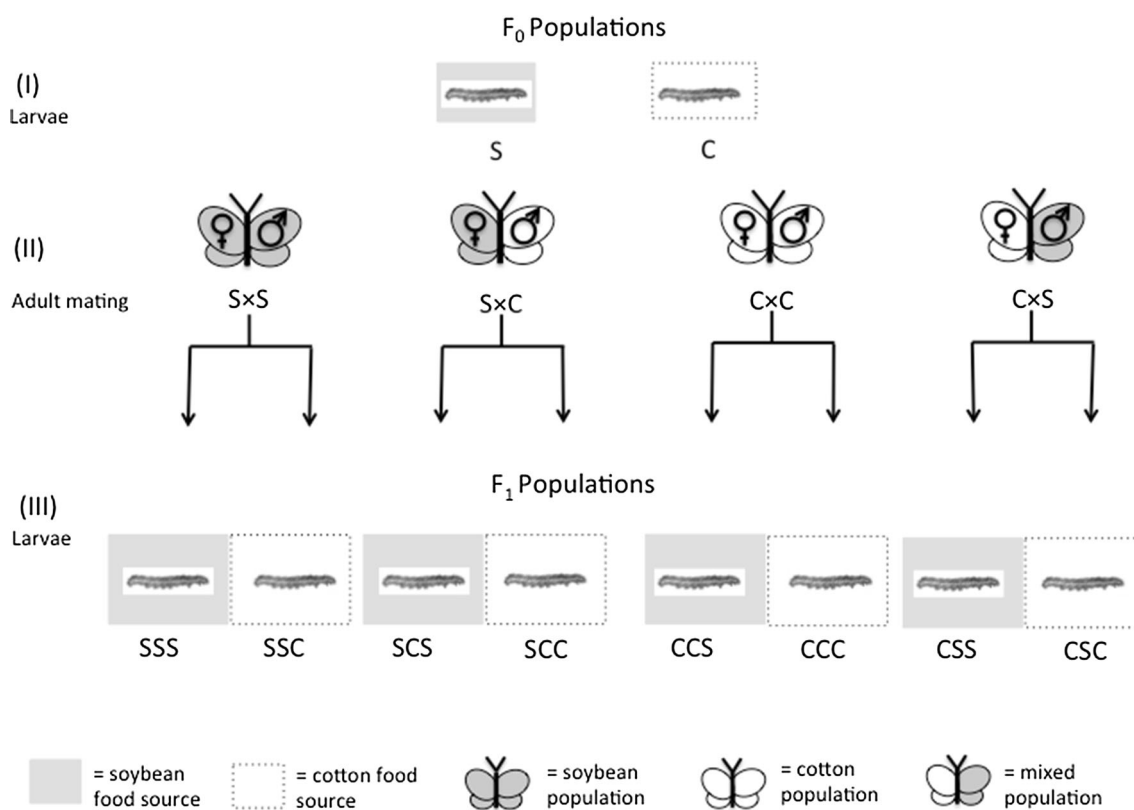 F₀ Populations
(I)
Larvae
S
C
♀ ♂ ♀ ♂ ♀ ♂ ♀ ♂
(II)
Adult mating
S×S
S×C
C×C
C×S
F₁ Populations
(III)
Larvae
SSS
SSC
SCS
SCC
CCS
CCC
CSS
CSC
= soybean
food source
= cotton food
source
= soybean
population
= cotton
population
= mixed
population